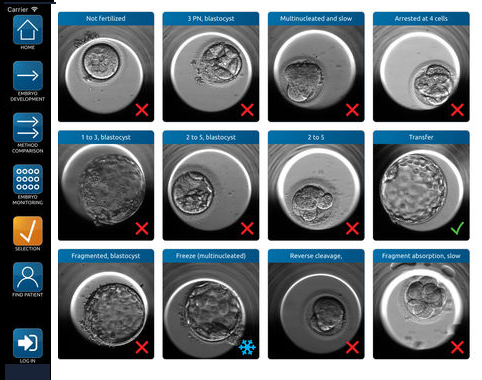 Carrier
HOME
EMBRYO
DEVELOPMENT
METHOD
COMPARISON
EMBRYO
MONITORING
SELECTION
FIND PATIENT
LOG IN
Not fertilized
3 PN, blastocyst
Multinucleated and slow
Arrested at 4 cells
1 to 3, blastocyst
2 to 5, blastocyst
2 to 5
Transfer
Fragmented, blastocyst
Freeze (multinucleated)
Reverse cleavage,
Fragment absorption, slow